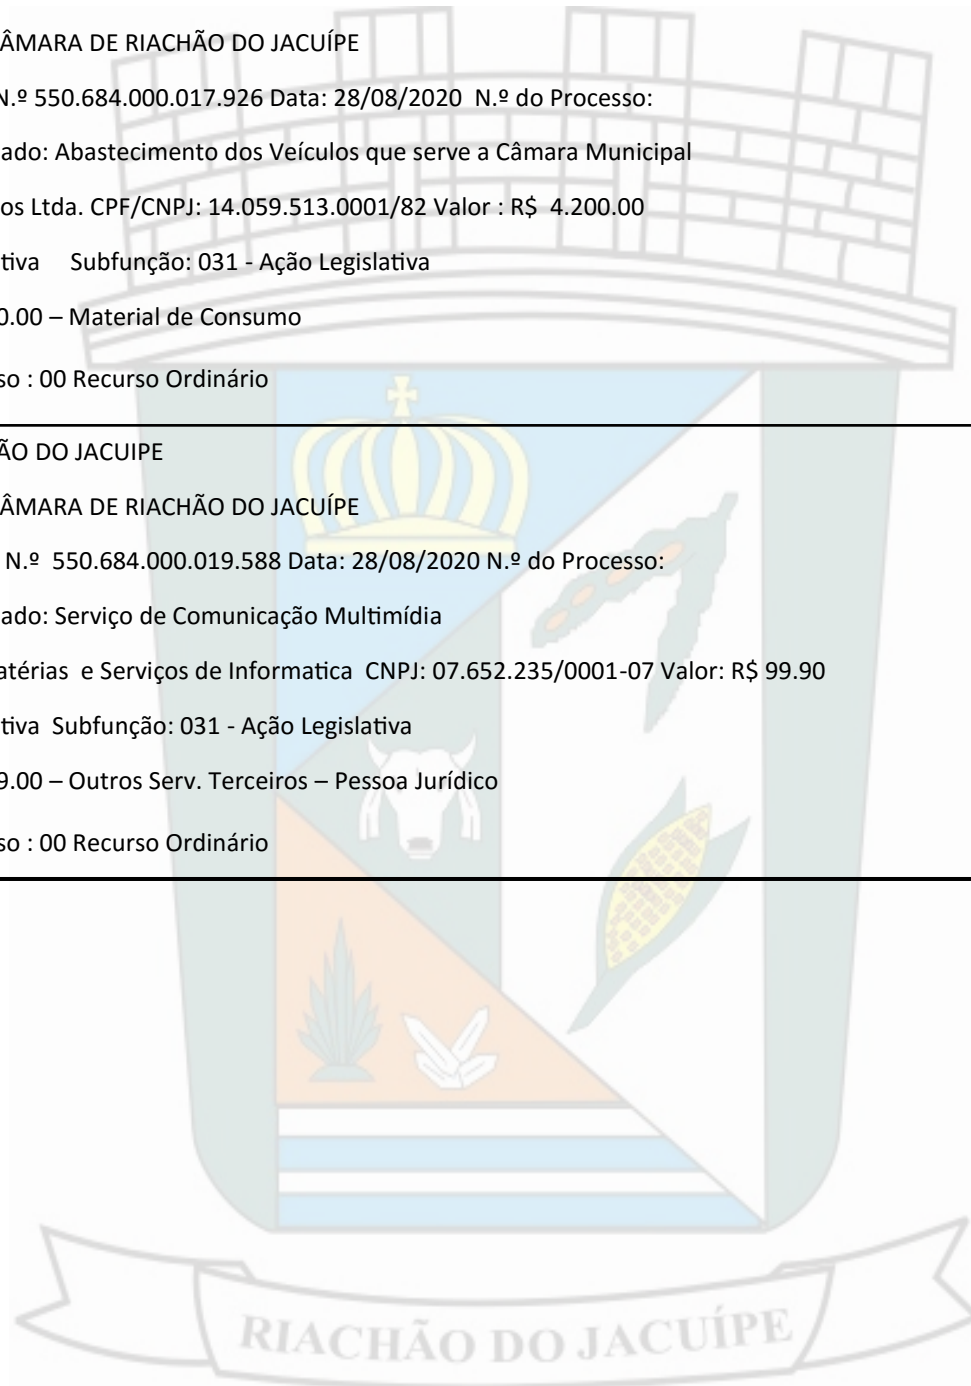 ÂMARA DE RIACHÃO DO JACUÍPE
N.º 550.684.000.017.926 Data: 28/08/2020 N.º do Processo:
ado: Abastecimento dos Veículos que serve a Câmara Municipal
os Ltda. CPF/CNPJ: 14.059.513.0001/82 Valor : R$ 4.200.00
tiva Subfunção: 031 - Ação Legislativa
0.00 – Material de Consumo
so : 00 Recurso Ordinário
ÃO DO JACUIPE
ÂMARA DE RIACHÃO DO JACUÍPE
N.º 550.684.000.019.588 Data: 28/08/2020 N.º do Processo:
ado: Serviço de Comunicação Multimídia
atérias e Serviços de Informatica CNPJ: 07.652.235/0001-07 Valor: R$ 99.90
tiva Subfunção: 031 - Ação Legislativa
9.00 – Outros Serv. Terceiros – Pessoa Jurídico
so : 00 Recurso Ordinário
RIACHÃO DO JACUÍPE